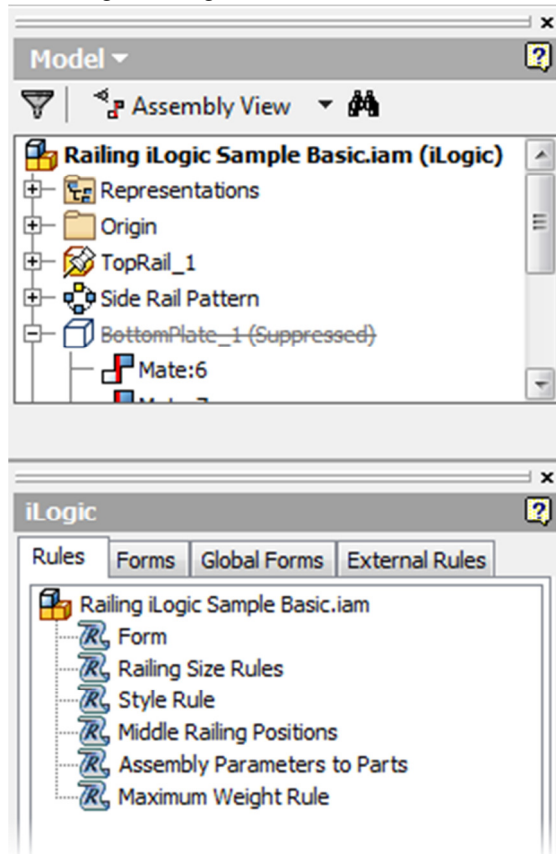 Model
Assembly View
Railing iLogic Sample Basic.iam (iLogic)
Representations
Origin
TopRail_1
Side Rail Pattern
BottomPlate_1 (Suppressed)
Mate:6
iLogic
Rules Forms Global Forms External Rules
Railing iLogic Sample Basic.iam
Form
Railing Size Rules
Style Rule
Middle Railing Positions
Assembly Parameters to Parts
Maximum Weight Rule